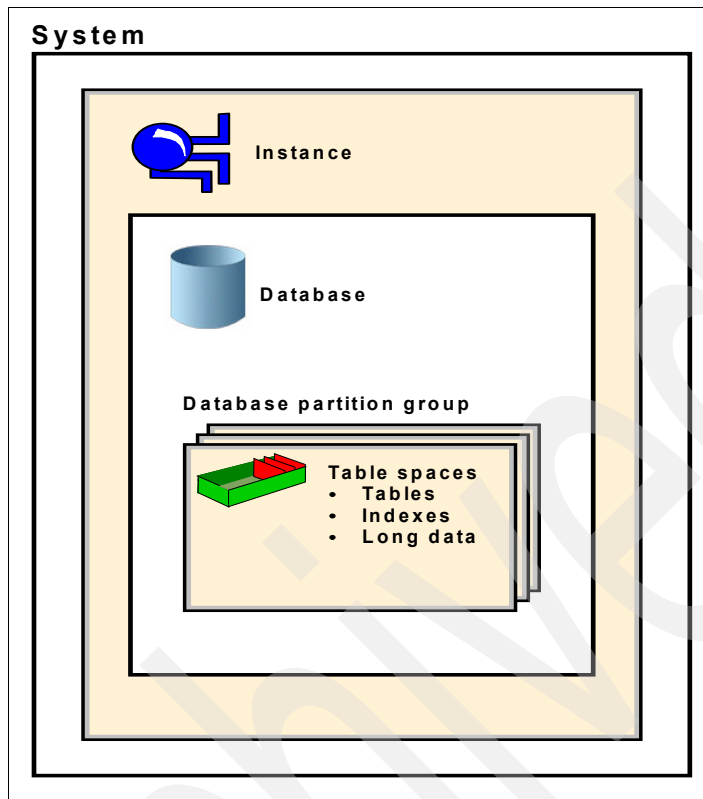 System
Instance
Database
Database partition group
Table spaces
• Tables
• Indexes
• Long data